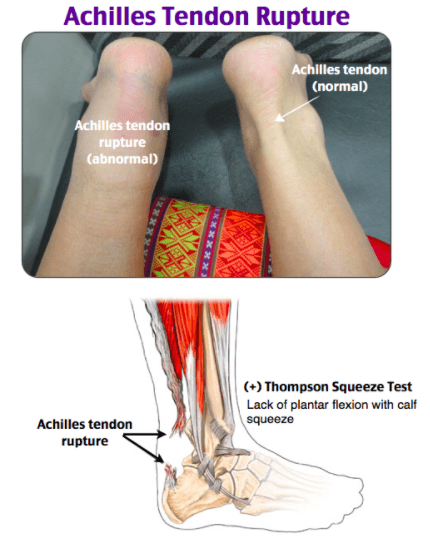 Achilles Tendon Rupture
Achilles tendon
(normal)
Achilles tendon
rupture
(abnormal)
(+) Thompson Squeeze Test
Lack of plantar flexion with calf
squeeze
Achilles tendon
rupture